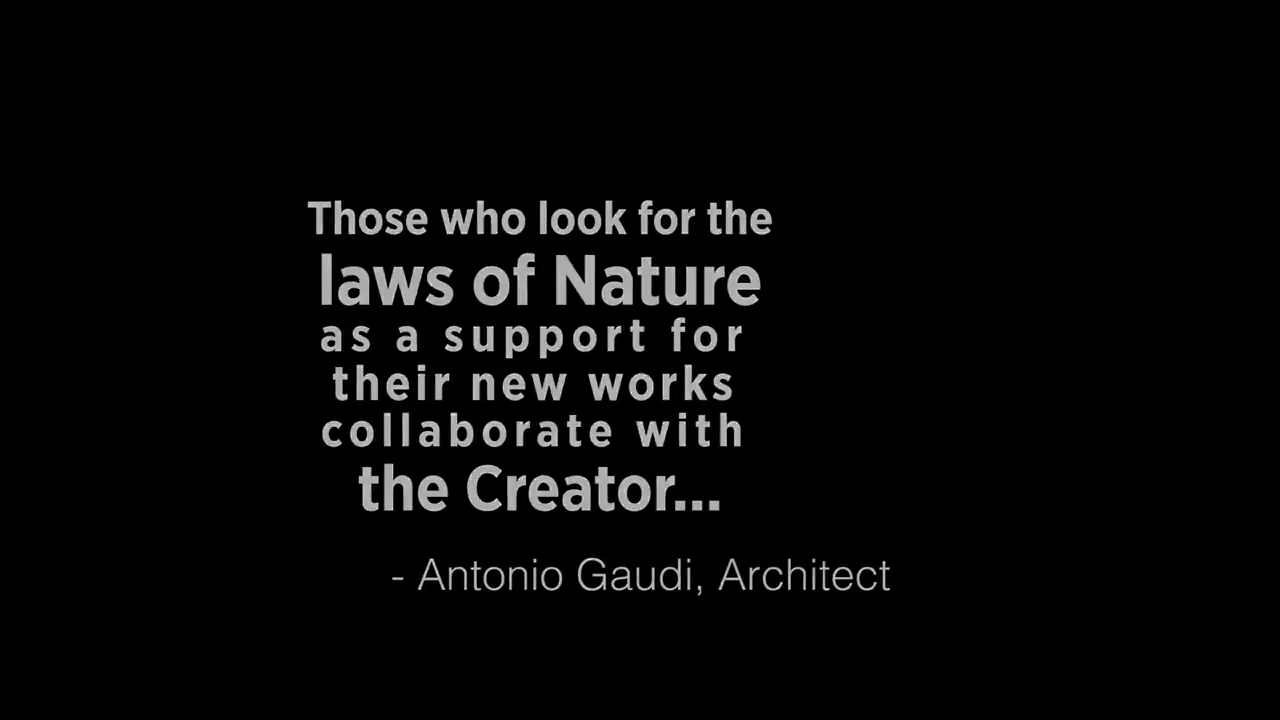 Those who look for the
laws of Nature
as a support for
their new works
collaborate with
the Creator...
- Antonio Gaudi, Architect